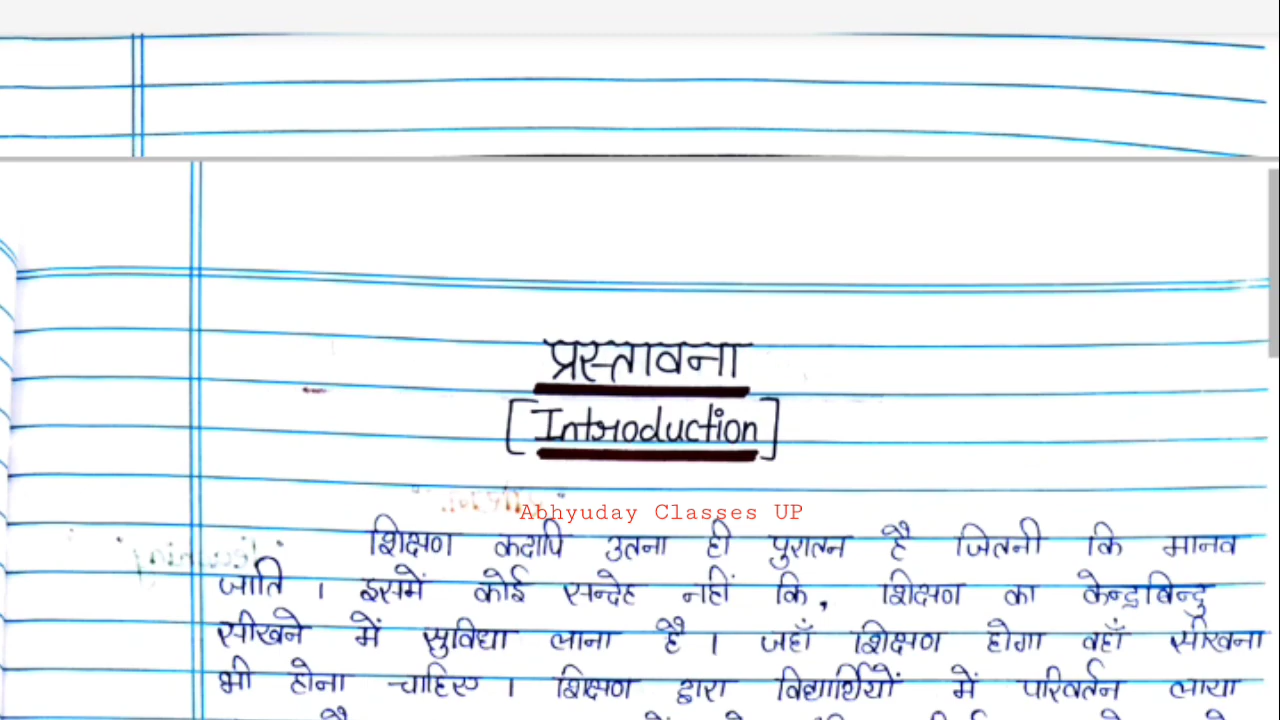 प्रस्तावना
[Introduction]
Abhyuday Classes UP
शिक्षण कदापि उतना ही पुरातन है जितनी कि मानव
जाति । इसमें कोई सन्देह नहीं कि, शिक्षण का केन्द्रबिन्दु
सीखने में सुविधा लाना है । जहाँ शिक्षण होगा वहाँ सीखना
भी होना चाहिए । शिक्षण द्वारा विद्यार्थियों में परिवर्तन लाया